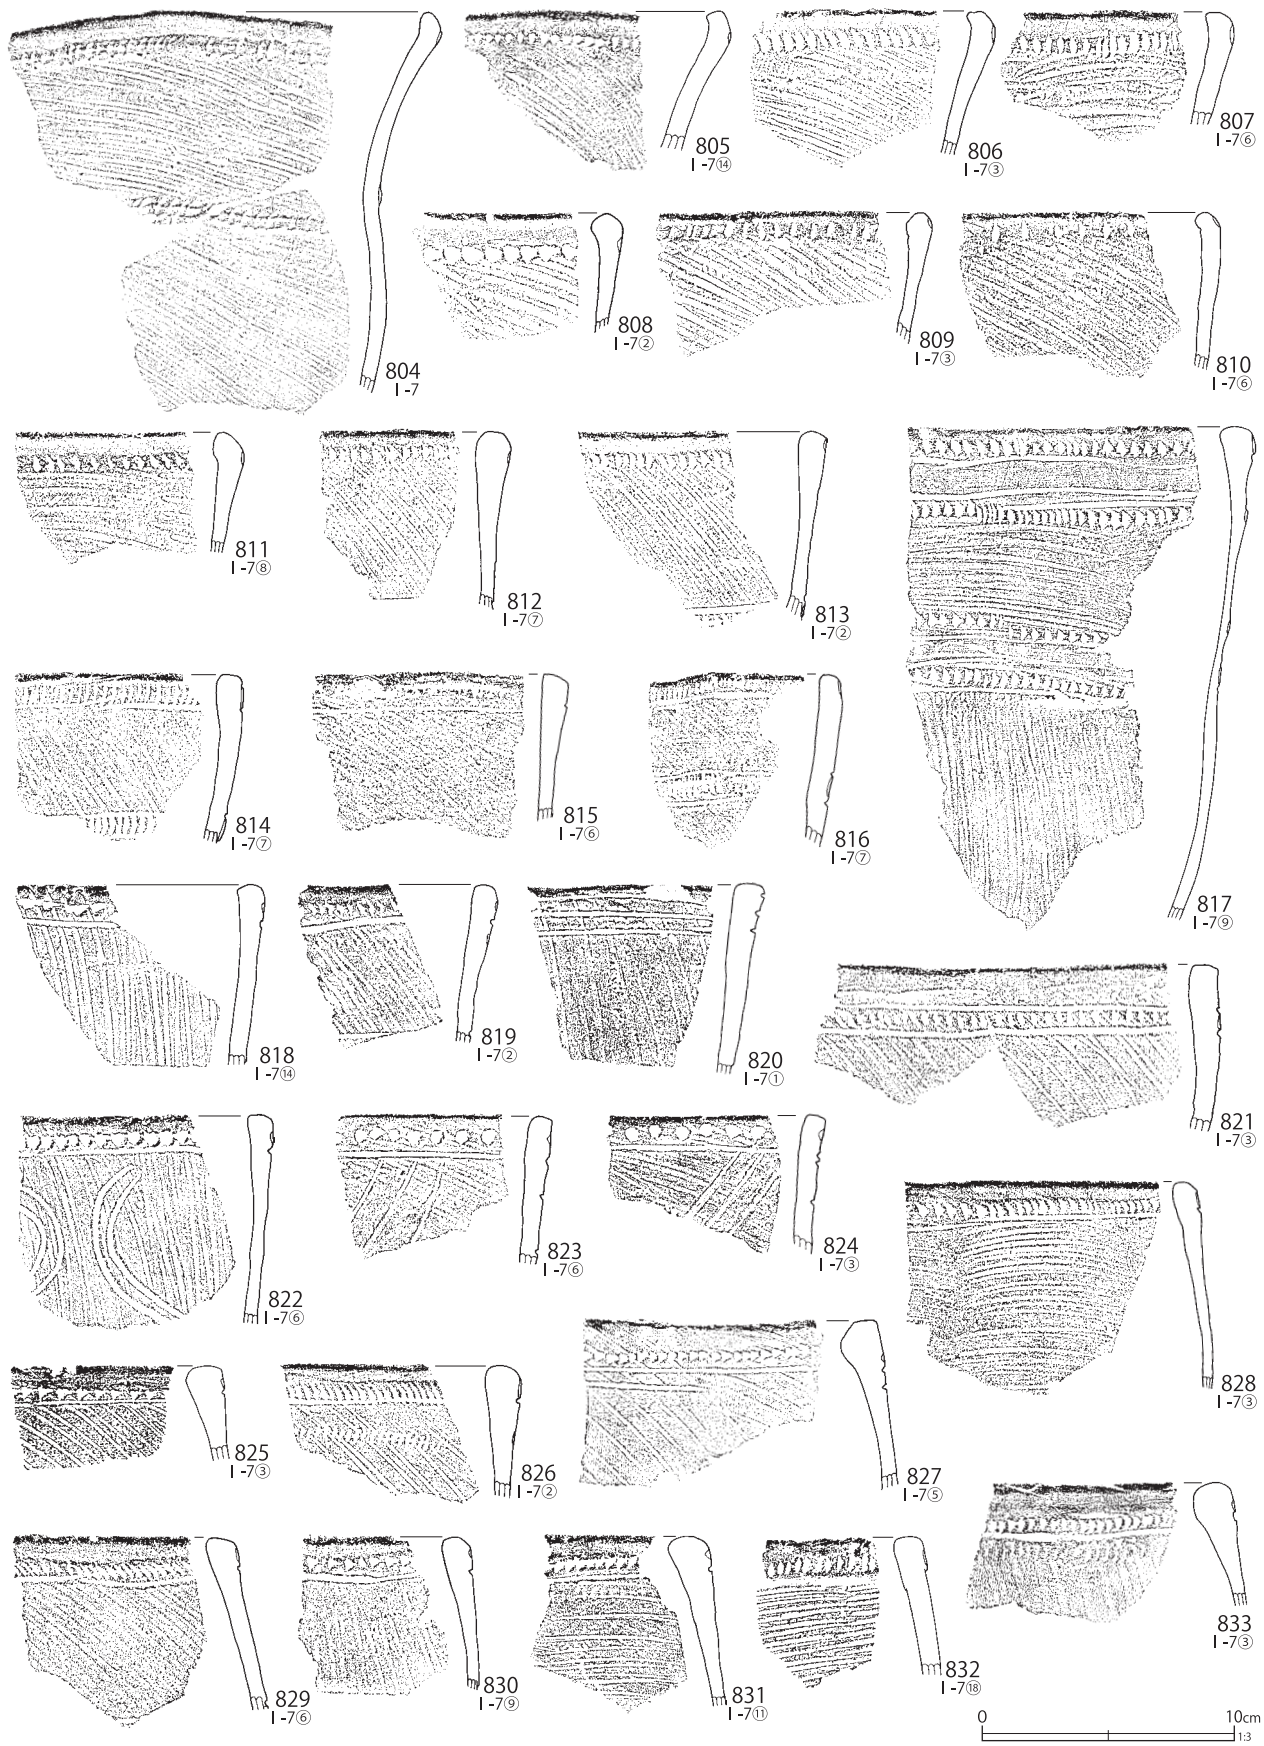 804
I -7
805
I -7⑭
806
I -7③
807
I -7⑥
808
I -7②
809
I -7③
810
I -7⑥
811
I -7⑧
812
I -7⑦
813
I -7②
814
I -7⑦
815
I -7⑥
816
I -7⑦
817
I -7⑨
818
I -7⑭
819
I -7②
820
I -7①
821
I -7③
822
I -7⑥
823
I -7⑥
824
I -7③
825
I -7③
826
I -7②
827
I -7⑤
828
I -7③
829
I -7⑥
830
I -7⑨
831
I -7⑪
832
I -7⑱
833
I -7③
0 10cm
1:3